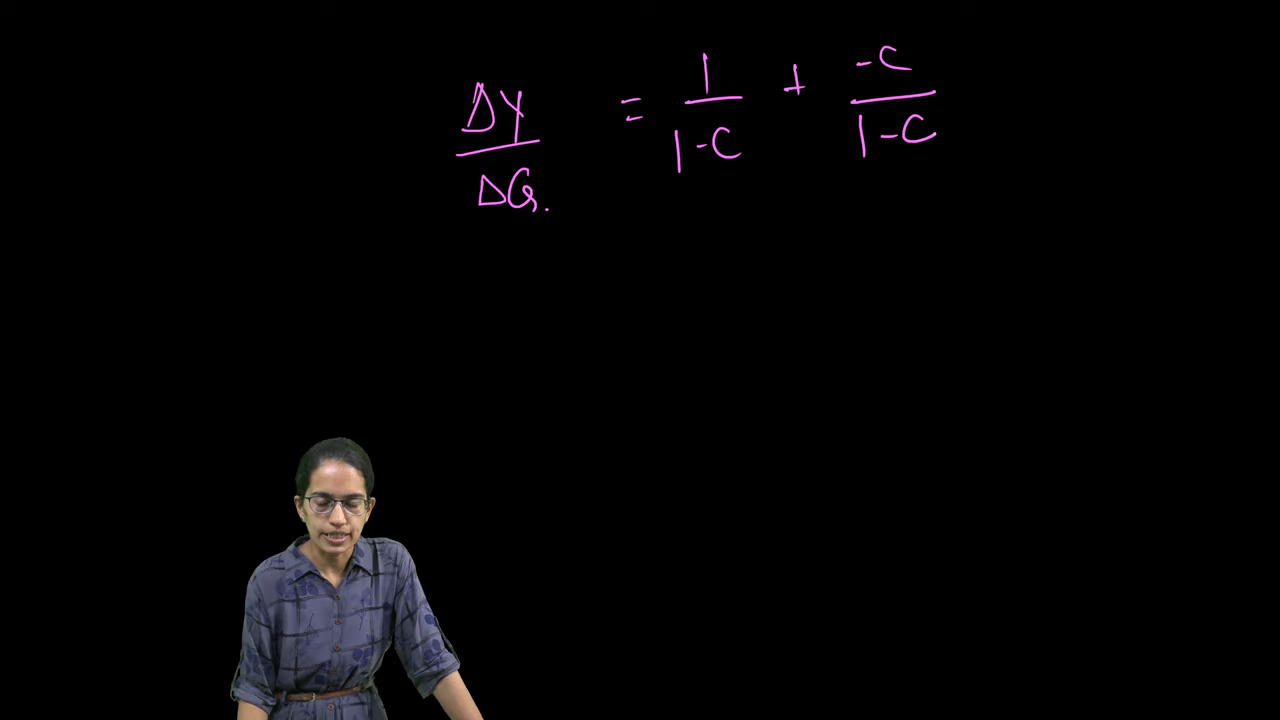 ΔY/ΔG. = 1/1-C + -C/1-C